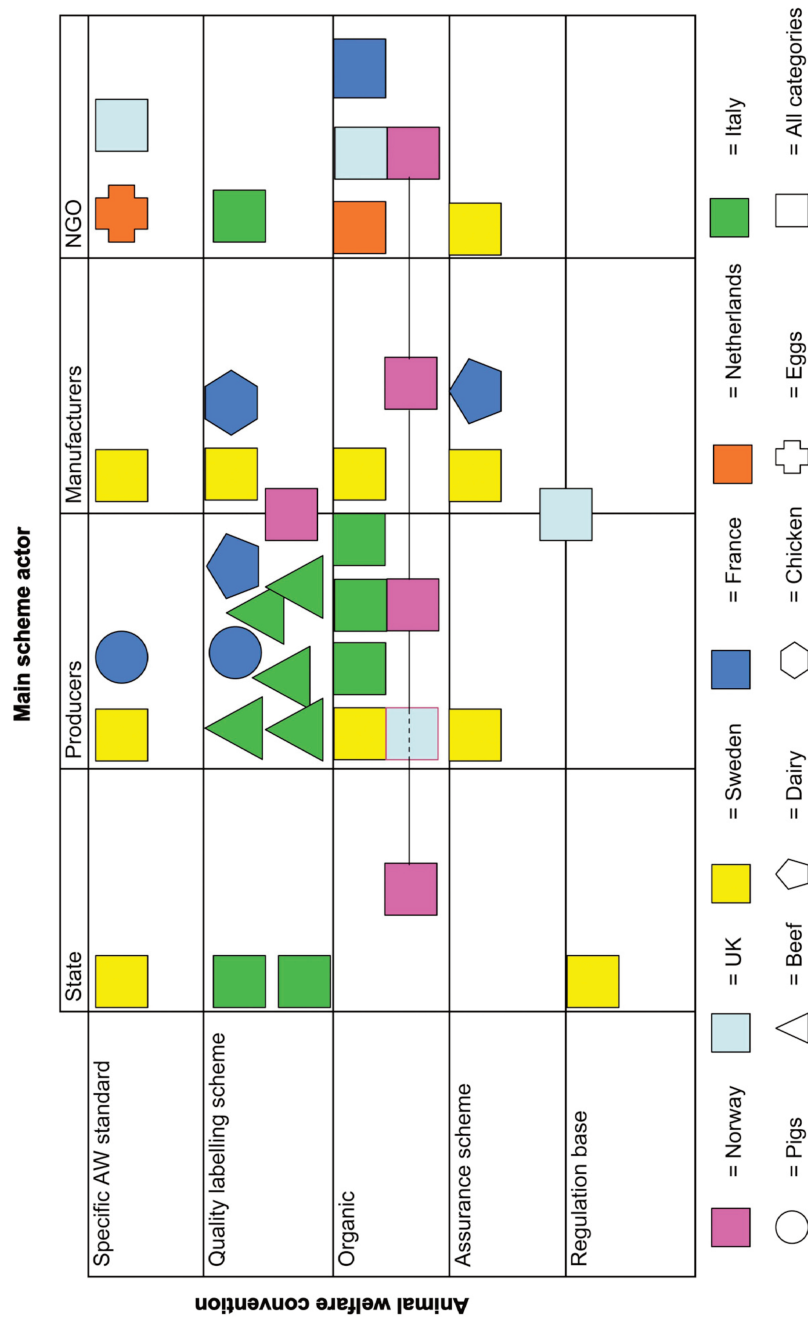 Main scheme actor
State
Producers
Manufacturers
NGO
Animal welfare convention
Specific AW standard
Quality labelling scheme
Organic
Assurance scheme
Regulation base
= Norway = UK = Sweden = France = Netherlands = Italy
= Pigs = Beef = Dairy = Chicken = Eggs = All categories